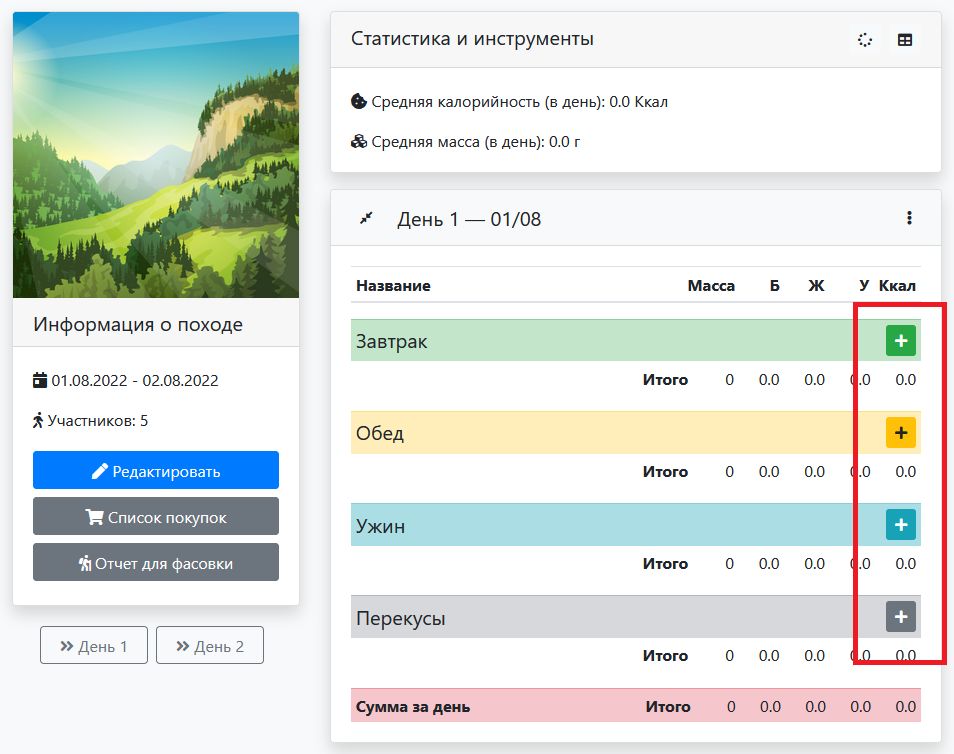 Информация о походе
01.08.2022 - 02.08.2022
Участников: 5
Редактировать
Список покупок
Отчет для фасовки
День 1
День 2
Статистика и инструменты
Средняя калорийность (в день): 0.0 Ккал
Средняя масса (в день): 0.0 г
День 1 — 01/08
Название Масса Б Ж У Ккал
Завтрак +
Итого 0 0.0 0.0 0.0 0.0
Обед +
Итого 0 0.0 0.0 0.0 0.0
Ужин +
Итого 0 0.0 0.0 0.0 0.0
Перекусы +
Итого 0 0.0 0.0 0.0 0.0
Сумма за день Итого 0 0.0 0.0 0.0 0.0